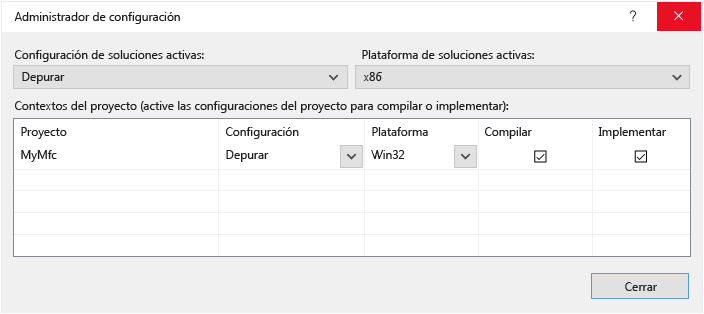 Administrador de configuración
?
Configuración de soluciones activas: Plataforma de soluciones activas:
Depurar x86
Contextos del proyecto (active las configuraciones del proyecto para compilar o implementar):
Proyecto Configuración Plataforma Compilar Implementar
MyMfc Depurar Win32
Cerrar